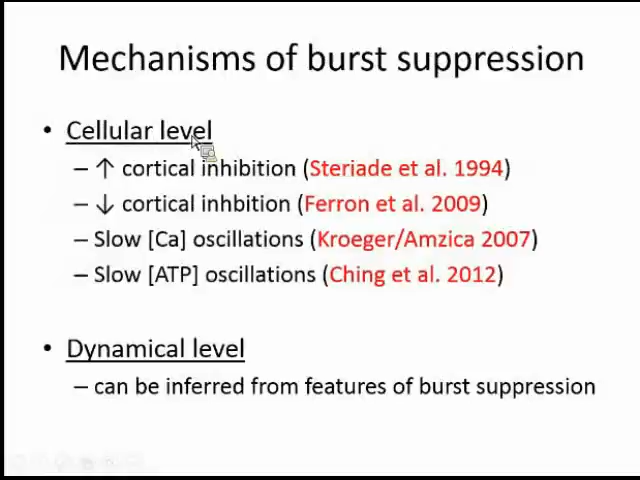 Mechanisms of burst suppression
• Cellular level
– ↑ cortical inhibition (Steriade et al. 1994)
– ↓ cortical inhbition (Ferron et al. 2009)
– Slow [Ca] oscillations (Kroeger/Amzica 2007)
– Slow [ATP] oscillations (Ching et al. 2012)
• Dynamical level
– can be inferred from features of burst suppression